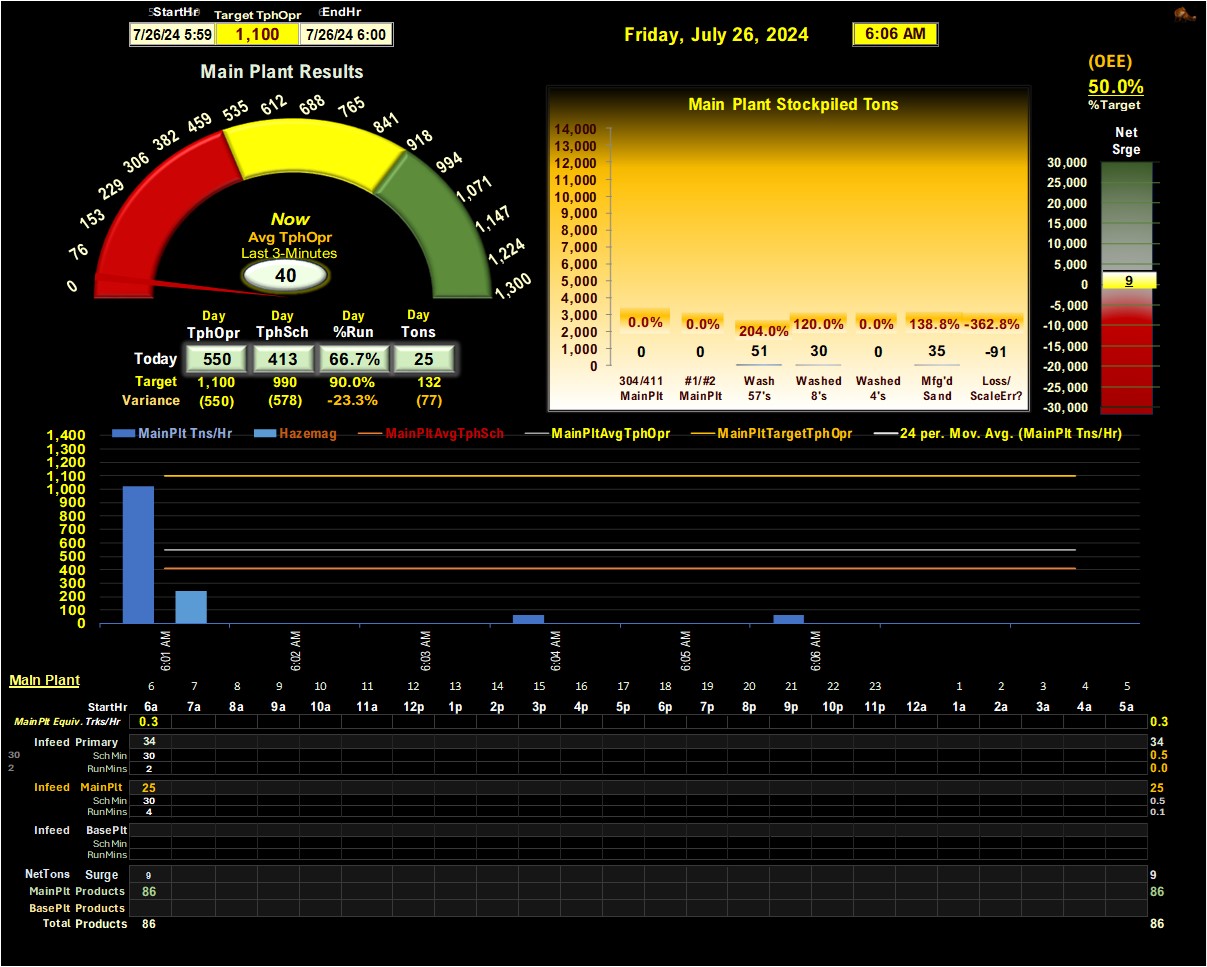 StartHr Target TphOpr EndHr
7/26/24 5:59 1,100 7/26/24 6:00
Friday, July 26, 2024 6:06 AM
(OEE)
50.0%
%Target
Main Plant Results
0 76 153 229 306 382 459 535 612 688 765 841 918 994 1,071 1,147 1,224 1,300
Now
Avg TphOpr
Last 3-Minutes
40
Day Day Day Day
TphOpr TphSch %Run Tons
Today 550 413 66.7% 25
Target 1,100 990 90.0% 132
Variance (550) (578) -23.3% (77)
Main Plant Stockpiled Tons
14,000
13,000
12,000
11,000
10,000
9,000
8,000
7,000
6,000
5,000
4,000
3,000
2,000
1,000
0
0.0% 0.0% 204.0% 120.0% 0.0% 138.8% -362.8%
0 0 51 30 0 35 -91
304/411 #1/#2 Wash Washed Washed Mfg'd Loss/
MainPlt MainPlt 57's 8's 4's Sand ScaleErr?
Net
Srge
30,000
25,000
20,000
15,000
10,000
5,000
0
-5,000
-10,000
-15,000
-20,000
-25,000
-30,000
9
MainPlt Tns/Hr Hazemag MainPltAvgTphSch MainPltAvgTphOpr MainPltTargetTphOpr 24 per. Mov. Avg. (MainPlt Tns/Hr)
1,400
1,300
1,200
1,100
1,000
900
800
700
600
500
400
300
200
100
0
6:01 AM 6:02 AM 6:03 AM 6:04 AM 6:05 AM 6:06 AM
Main Plant
6 7 8 9 10 11 12 13 14 15 16 17 18 19 20 21 22 23 1 2 3 4 5
StartHr 6a 7a 8a 9a 10a 11a 12p 1p 2p 3p 4p 5p 6p 7p 8p 9p 10p 11p 12a 1a 2a 3a 4a 5a
MainPlt Equiv. Trks/Hr 0.3 0.3
Infeed Primary 34 34
30 Sch Min 30 0.5
2 RunMins 2 0.0
Infeed MainPlt 25 25
Sch Min 30 0.5
RunMins 4 0.1
Infeed BasePlt
Sch Min
RunMins
NetTons Surge 9 9
MainPlt Products 86 86
BasePlt Products
Total Products 86 86